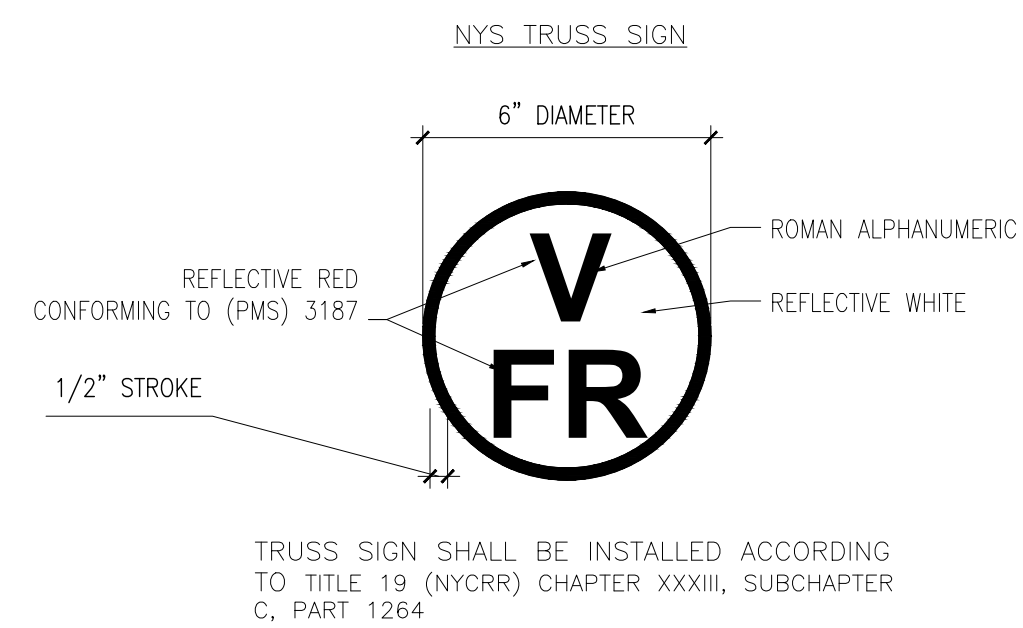 NYS TRUSS SIGN
6” DIAMETER
ROMAN ALPHANUMERIC
V
REFLECTIVE RED
CONFORMING TO (PMS) 3187
REFLECTIVE WHITE
FR
1/2” STROKE
TRUSS SIGN SHALL BE INSTALLED ACCORDING
TO TITLE 19 (NYCRR) CHAPTER XXXIII, SUBCHAPTER
C, PART 1264